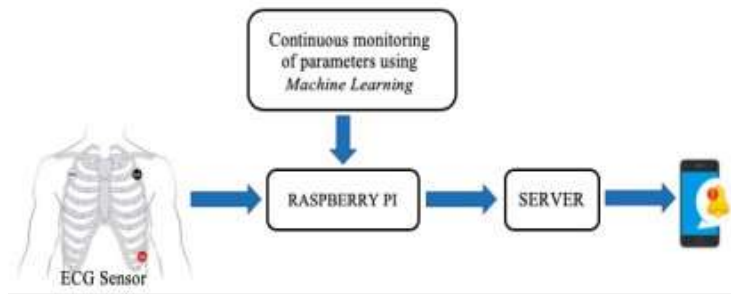 Continuous monitoring
of parameters using
Machine Learning
RASPBERRY PI
SERVER
ECG Sensor